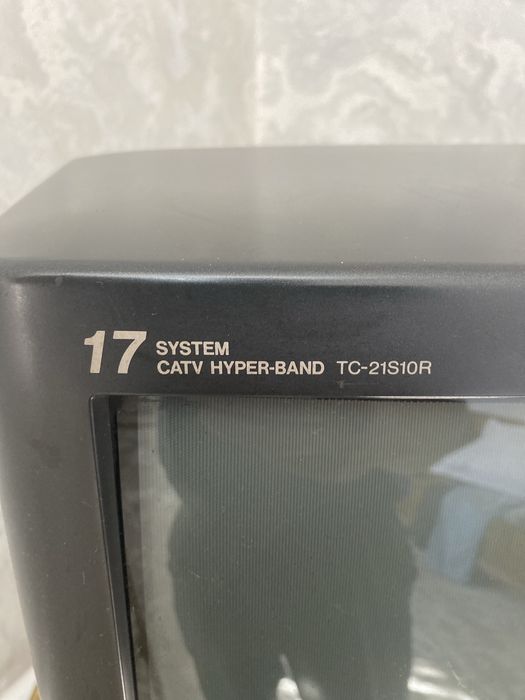 17 SYSTEM
CATV HYPER-BAND TC-21S10R